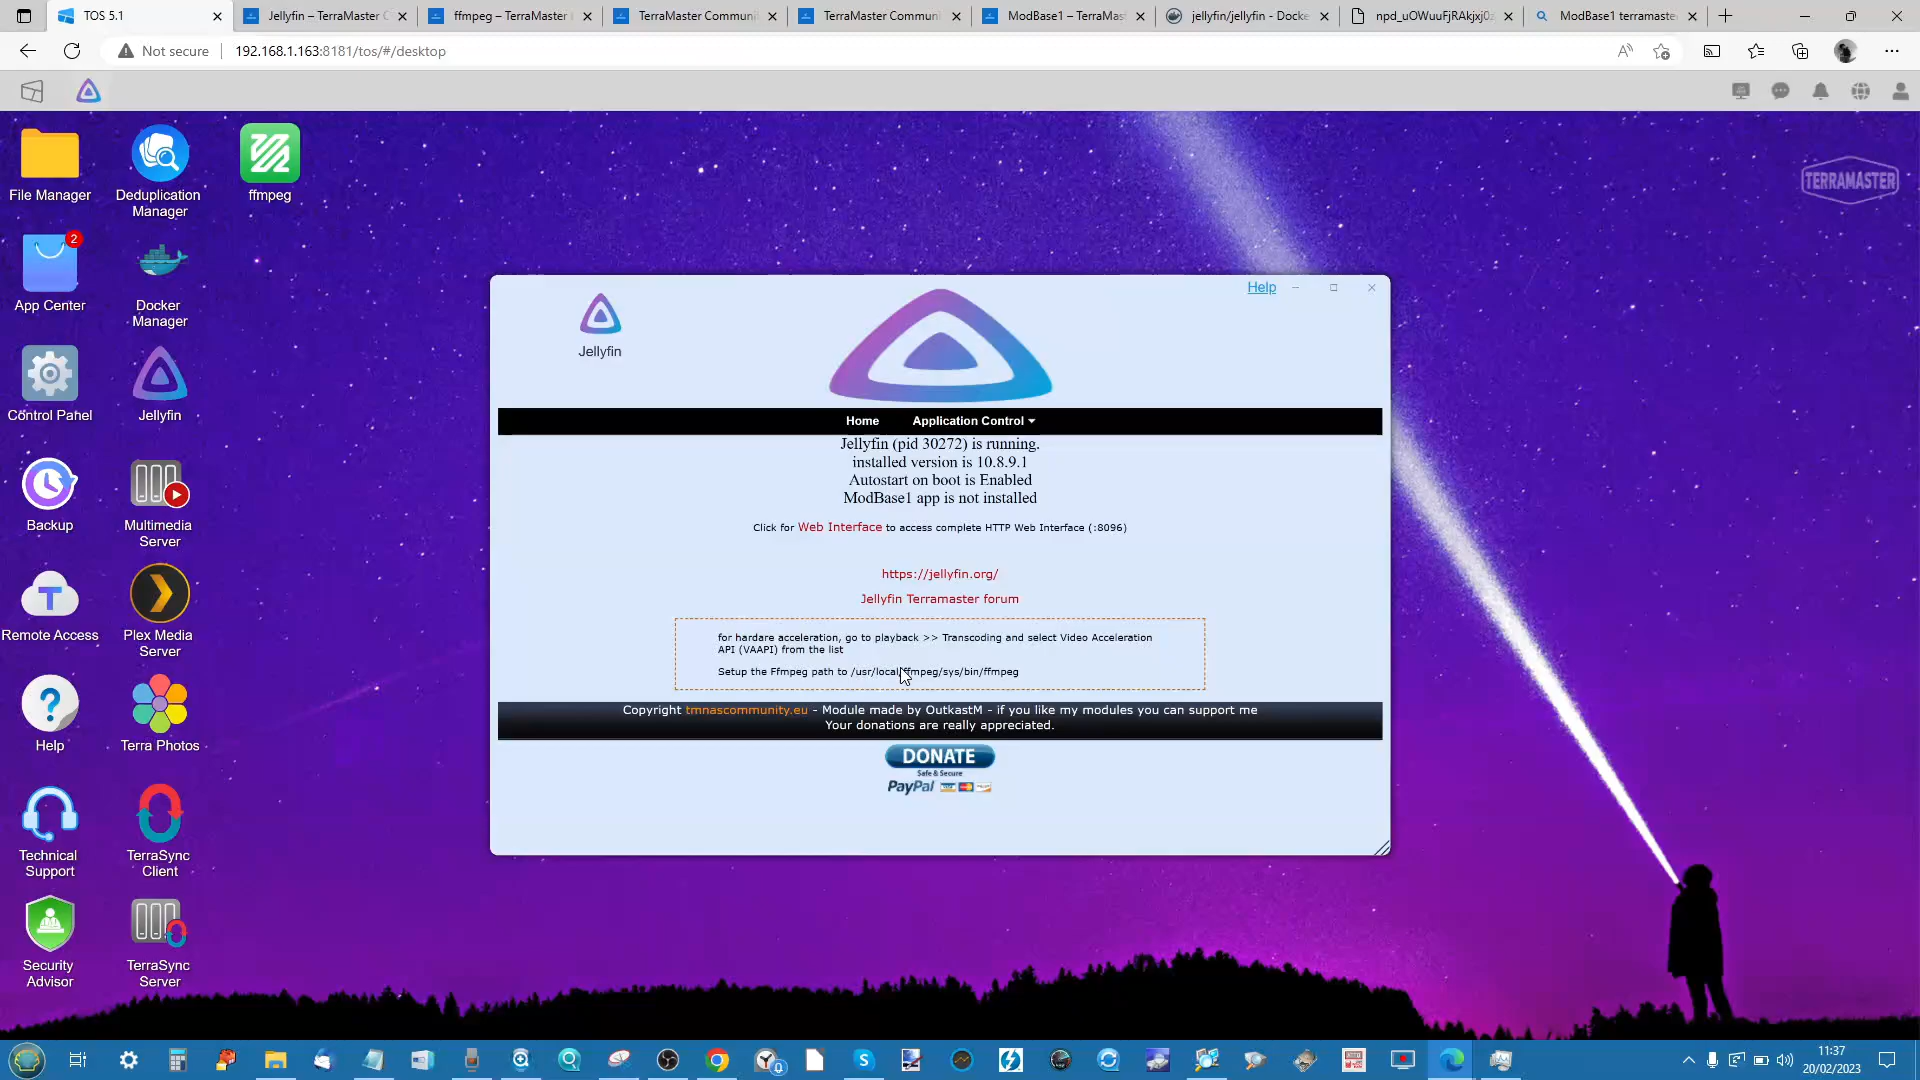 TOS 5.1
Jellyfin – TerraMaster C
ffmpeg – TerraMaster
TerraMaster Communi
TerraMaster Communi
ModBase1 – TerraMas
jellyfin/jellyfin - Docke
npd_uOWuuFjRAkjxj0
ModBase1 terramaste
Not secure
192.168.1.163:8181/tos/#/desktop
File Manager
Deduplication
Manager
ffmpeg
TERRAMASTER
2
App Center
Docker
Manager
Control Panel
Jellyfin
Backup
Multimedia
Server
Remote Access
Plex Media
Server
Help
Terra Photos
Technical
Support
TerraSync
Client
Security
Advisor
TerraSync
Server
Help
Jellyfin
Home
Application Control
Jellyfin (pid 30272) is running.
installed version is 10.8.9.1
Autostart on boot is Enabled
ModBase1 app is not installed
Click for Web Interface to access complete HTTP Web Interface (:8096)
https://jellyfin.org/
Jellyfin Terramaster forum
for hardare acceleration, go to playback >> Transcoding and select Video Acceleration
API (VAAPI) from the list
Setup the Ffmpeg path to /usr/local/ffmpeg/sys/bin/ffmpeg
Copyright tmnascommunity.eu - Module made by OutkastM - if you like my modules you can support me
Your donations are really appreciated.
DONATE
Safe & Secure
PayPal
11:37
20/02/2023